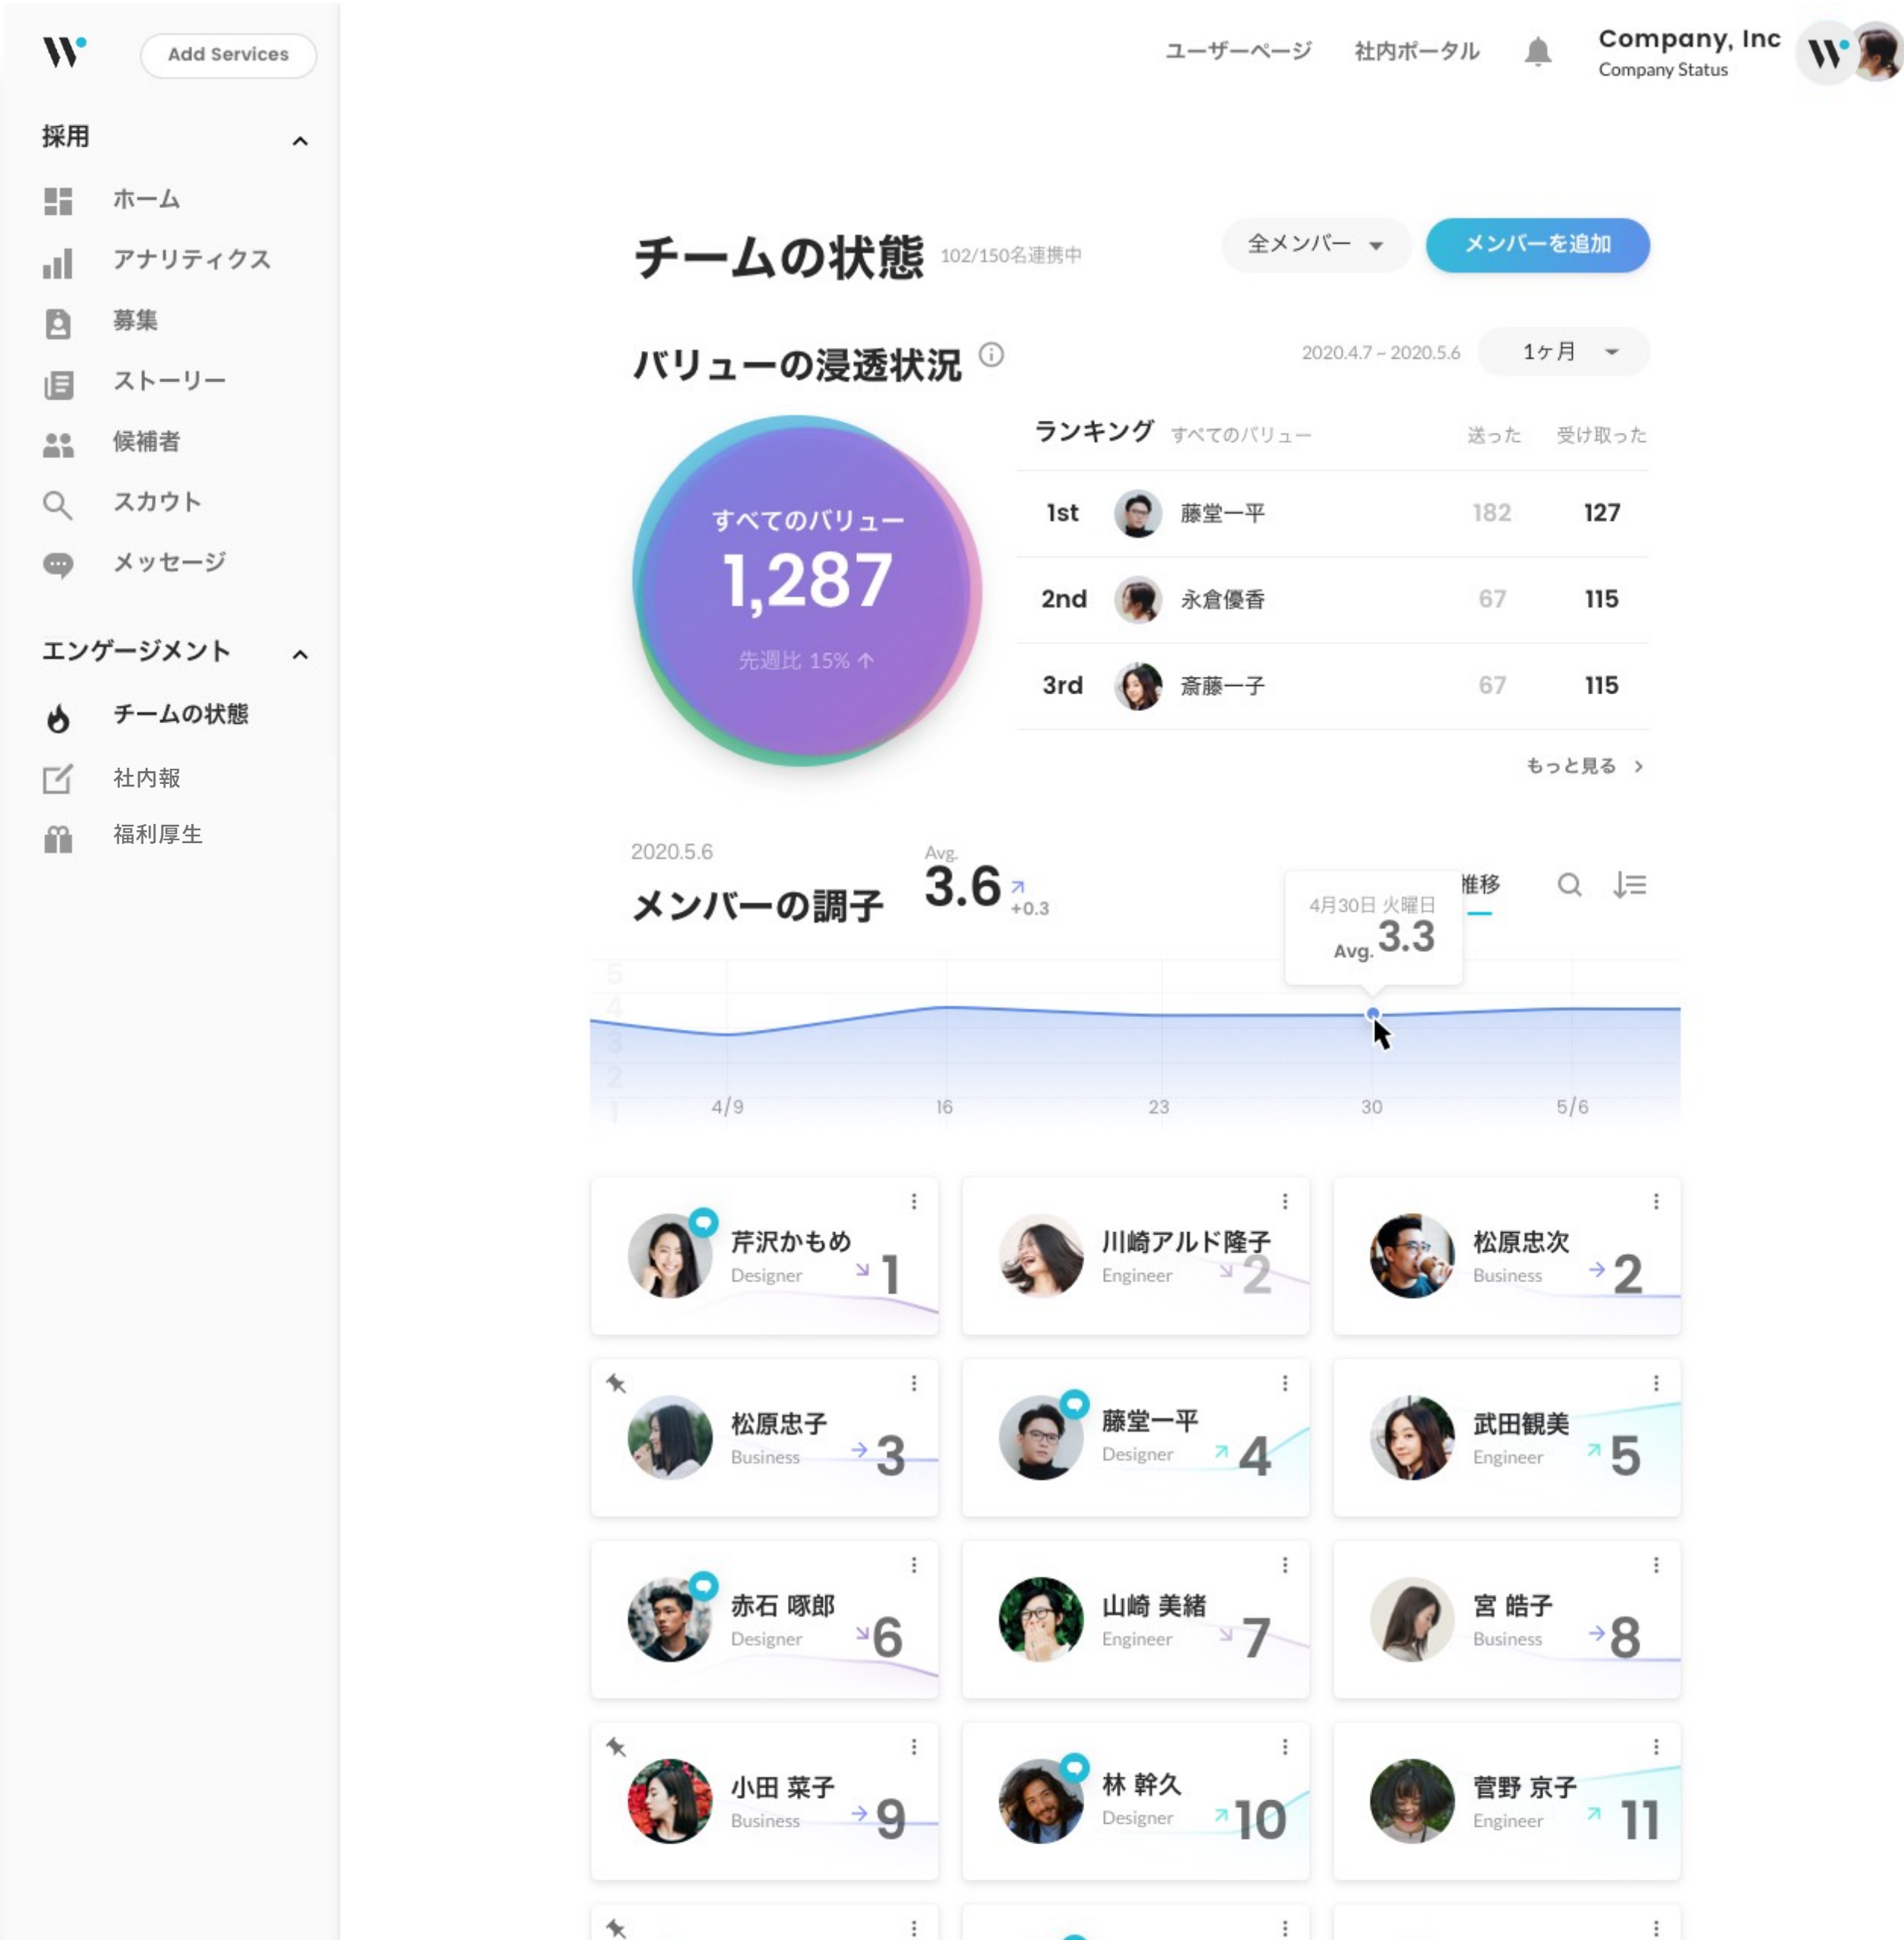 Add Services
採用
ホーム
アナリティクス
募集
ストーリー
候補者
スカウト
メッセージ
エンゲージメント
チームの状態
社内報
福利厚生
ユーザーページ
社内ポータル
Company, Inc
Company Status
チームの状態 102/150名連携中
全メンバー
メンバーを追加
バリューの浸透状況
2020.4.7 ~ 2020.5.6
1ヶ月
すべてのバリュー
1,287
先週比 15% ↑
ランキング すべてのバリュー 送った 受け取った
1st 藤堂一平 182 127
2nd 永倉優香 67 115
3rd 斎藤一子 67 115
もっと見る
2020.5.6
メンバーの調子
Avg.
3.6
+0.3
推移
4月30日 火曜日
Avg. 3.3
5
4
3
2
1
4/9 16 23 30 5/6
芹沢かもめ
Designer
1
川崎アルド隆子
Engineer
2
松原忠次
Business
2
松原忠子
Business
3
藤堂一平
Designer
4
武田観美
Engineer
5
赤石 啄郎
Designer
6
山崎 美緒
Engineer
7
宮 皓子
Business
8
小田 菜子
Business
9
林 幹久
Designer
10
菅野 京子
Engineer
11